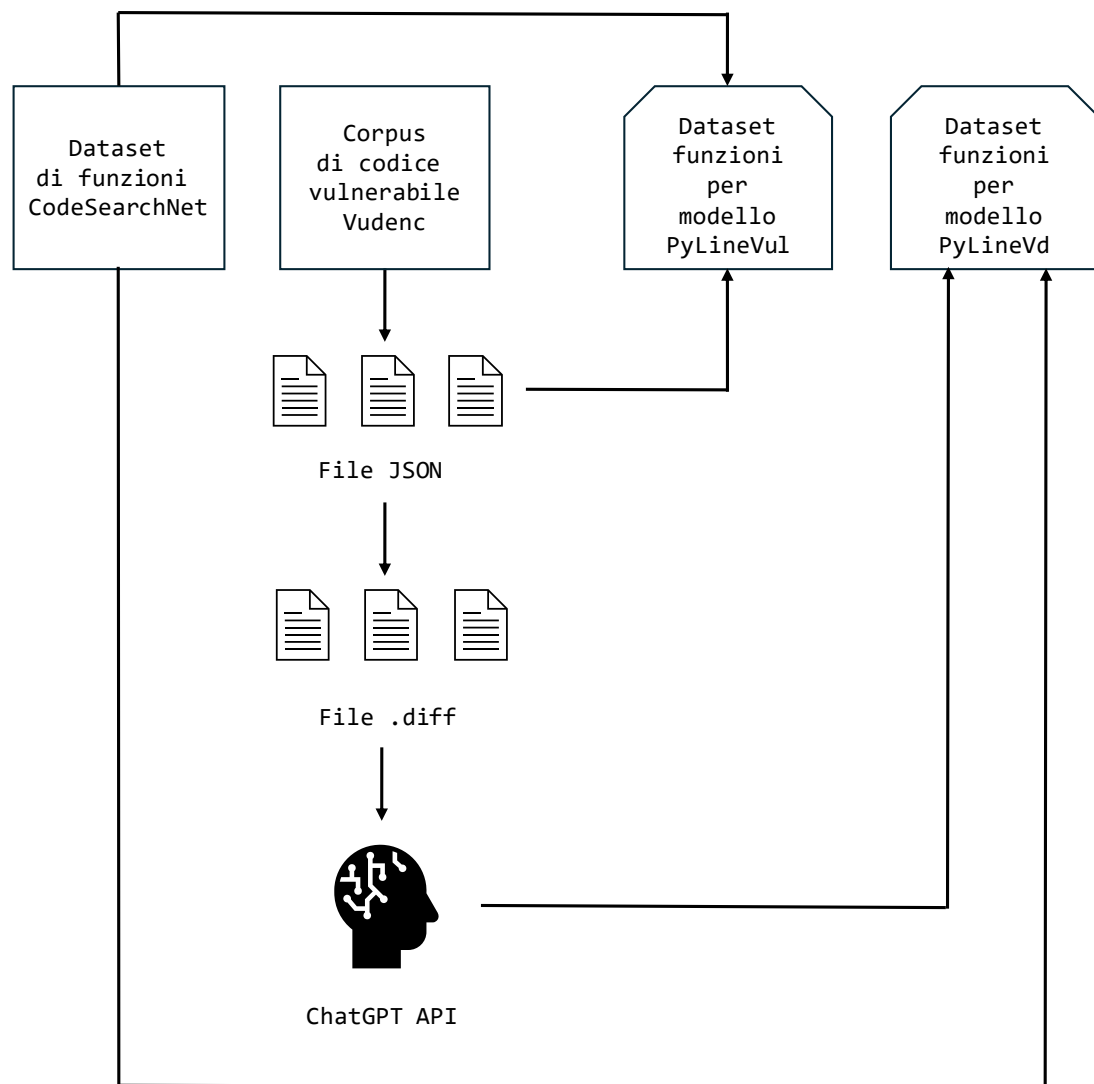 Dataset
di funzioni
CodeSearchNet
Corpus
di codice
vulnerabile
Vudenc
Dataset
funzioni
per
modello
PyLineVul
Dataset
funzioni
per
modello
PyLineVd
File JSON
File .diff
ChatGPT API